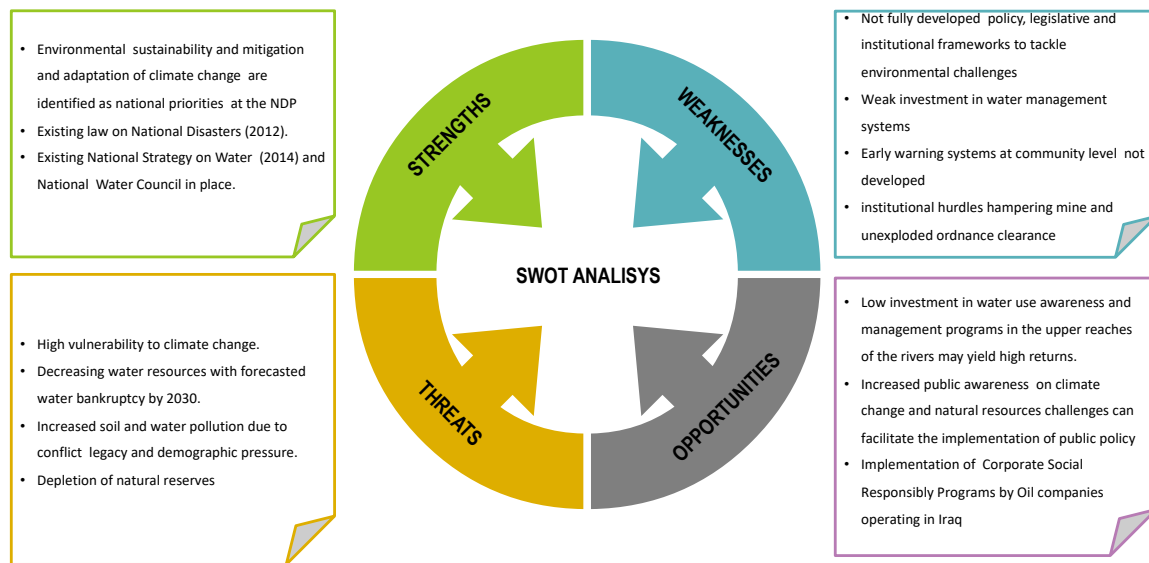 • Environmental sustainability and mitigation
and adaptation of climate change are
identified as national priorities at the NDP
• Existing law on National Disasters (2012).
• Existing National Strategy on Water (2014) and
National Water Council in place.
STRENGTHS
WEAKNESSES
• Not fully developed policy, legislative and
institutional frameworks to tackle
environmental challenges
• Weak investment in water management
systems
• Early warning systems at community level not
developed
• institutional hurdles hampering mine and
unexploded ordnance clearance
SWOT ANALISYS
• High vulnerability to climate change.
• Decreasing water resources with forecasted
water bankruptcy by 2030.
• Increased soil and water pollution due to
conflict legacy and demographic pressure.
• Depletion of natural reserves
THREATS
OPPORTUNITIES
• Low investment in water use awareness and
management programs in the upper reaches
of the rivers may yield high returns.
• Increased public awareness on climate
change and natural resources challenges can
facilitate the implementation of public policy
• Implementation of Corporate Social
Responsibly Programs by Oil companies
operating in Iraq